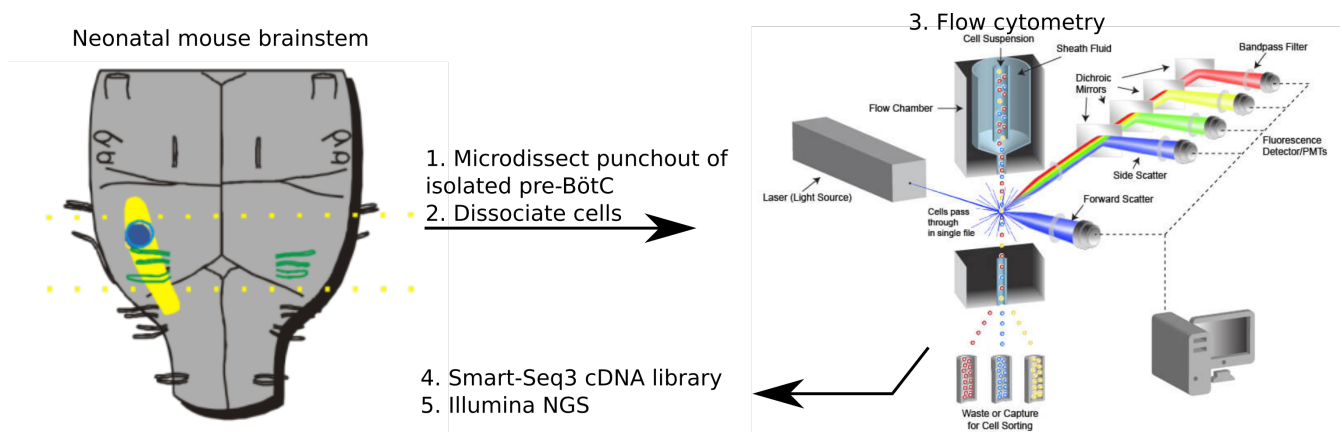 Neonatal mouse brainstem
1. Microdissect punchout of
isolated pre-BötC
2. Dissociate cells
3. Flow cytometry
Cell Suspension
Sheath Fluid
Bandpass Filter
Dichroic
Mirrors
Flow Chamber
Fluorescence
Detector/PMTs
Side Scatter
Laser (Light Source)
Forward Scatter
Cells pass
through
in single file
4. Smart-Seq3 cDNA library
5. Illumina NGS
Waste or Capture
for Cell Sorting